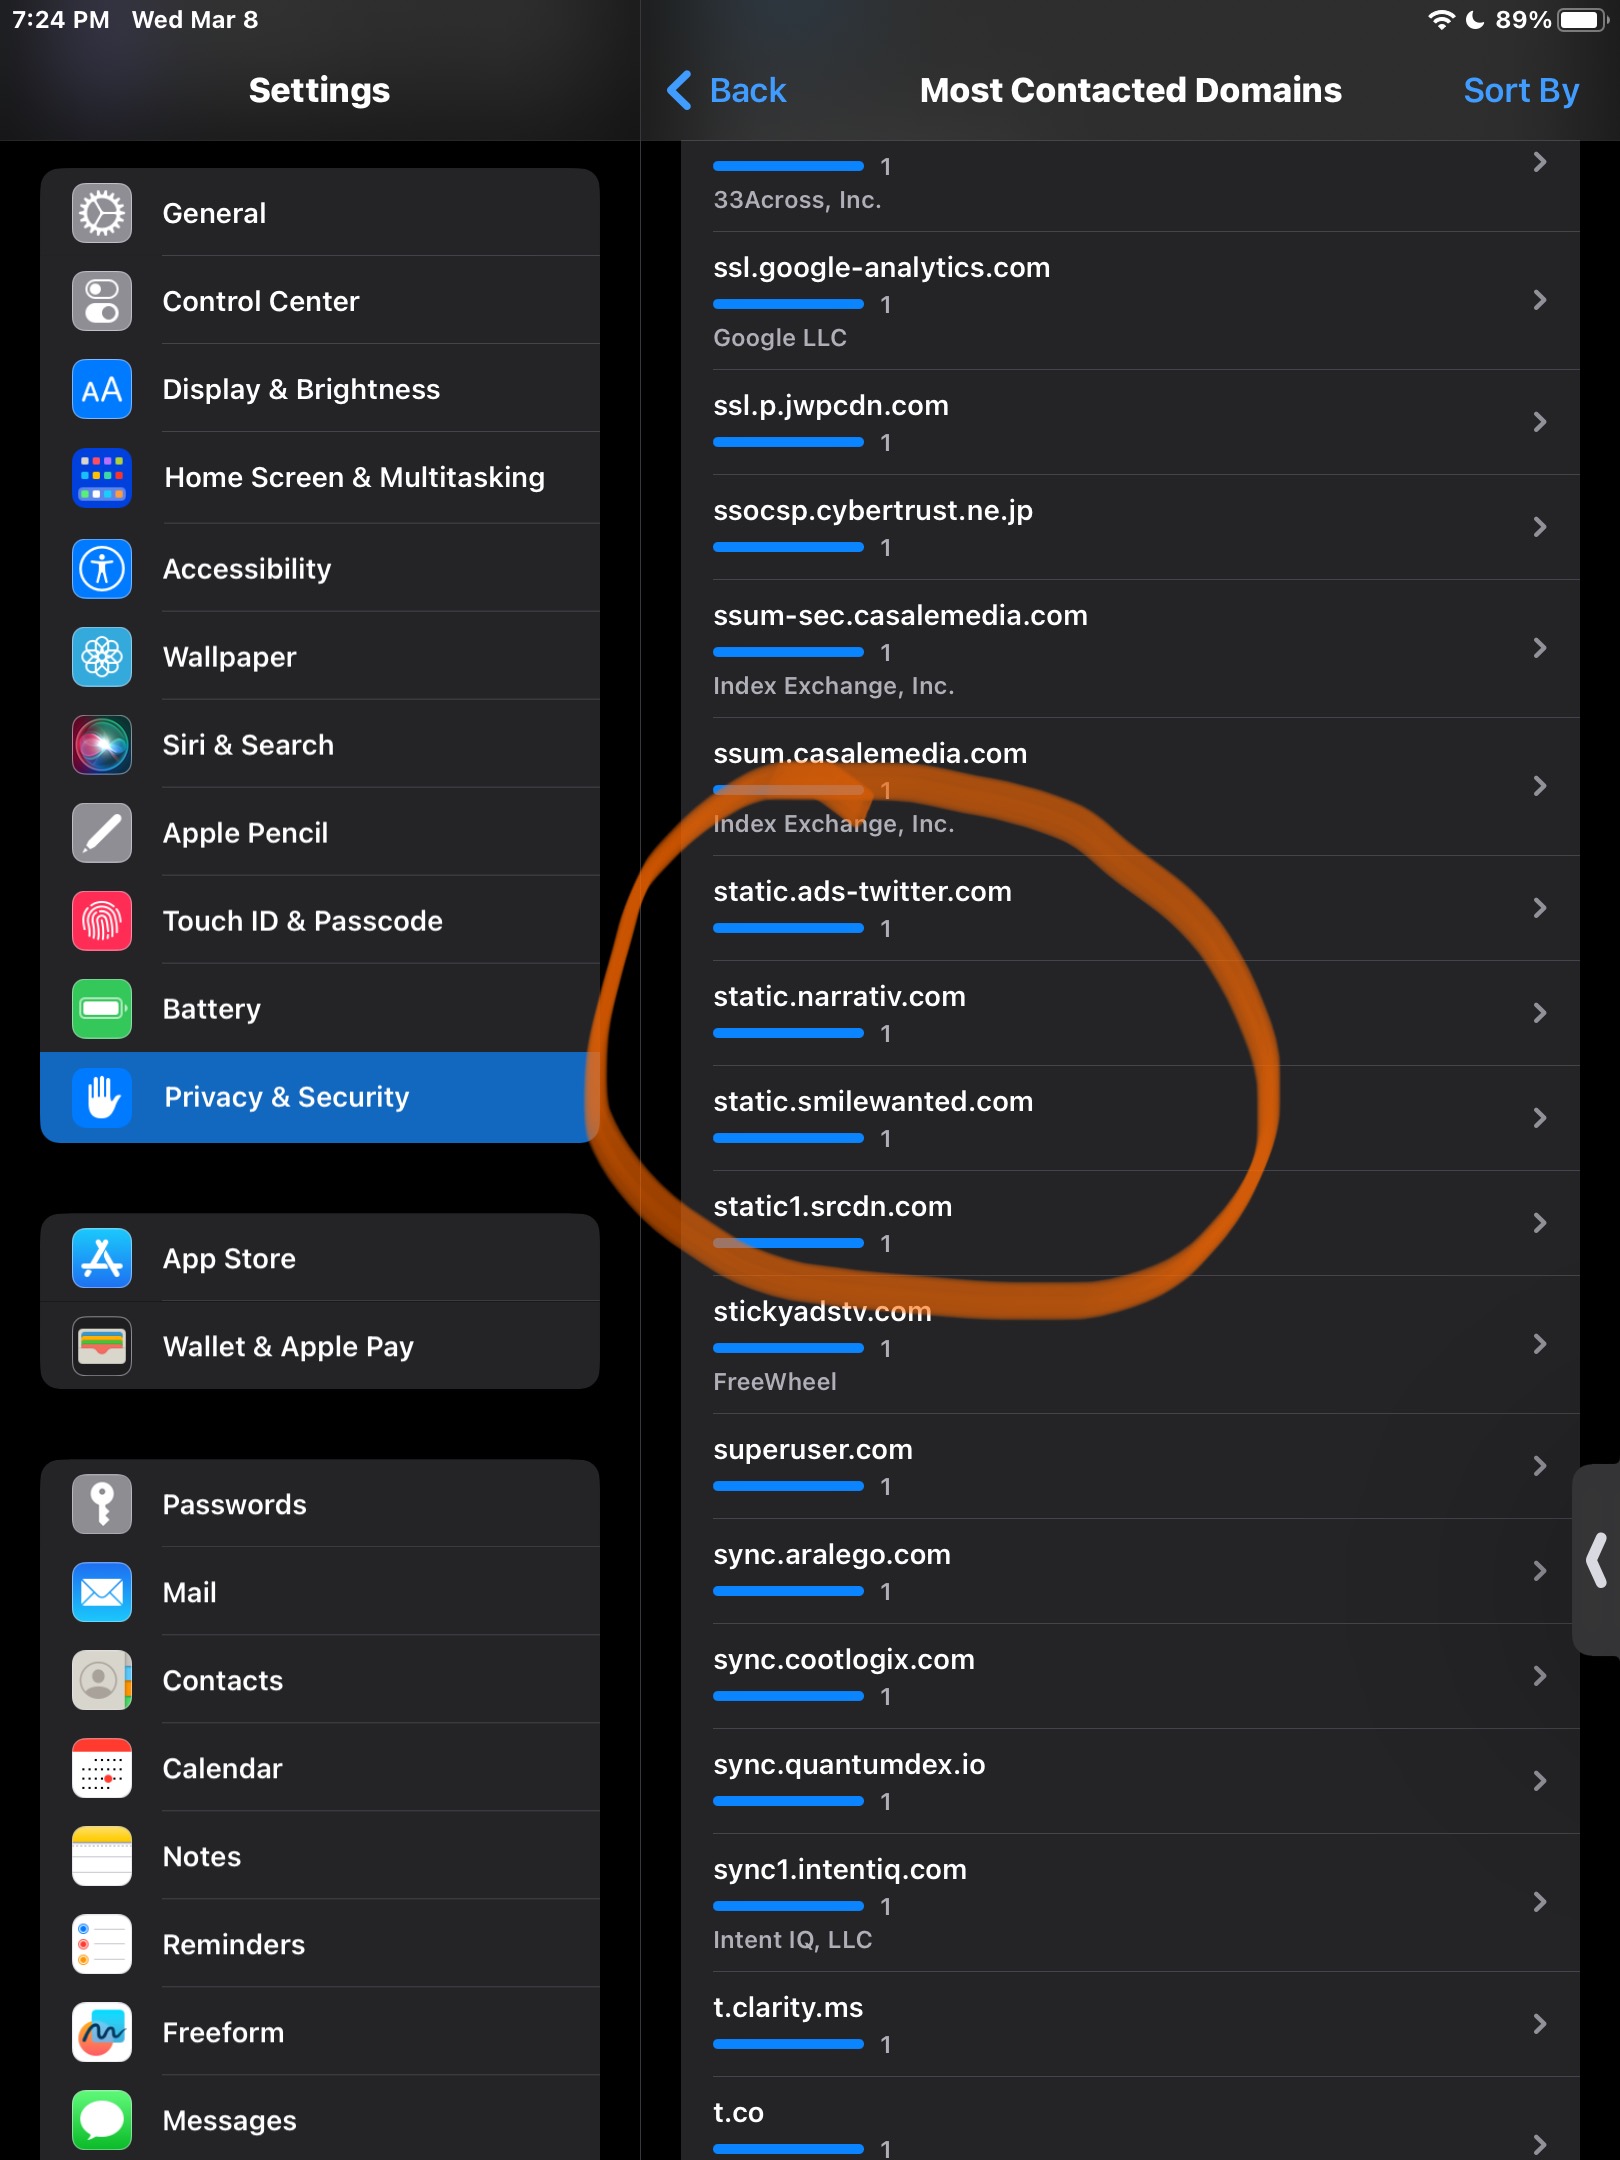 7:24 PM Wed Mar 8
89%
Settings
General
Control Center
AA Display & Brightness
Home Screen & Multitasking
Accessibility
Wallpaper
Siri & Search
Apple Pencil
Touch ID & Passcode
Battery
Privacy & Security
App Store
Wallet & Apple Pay
Passwords
Mail
Contacts
Calendar
Notes
Reminders
Freeform
Messages
Back Most Contacted Domains Sort By
1
33Across, Inc.
ssl.google-analytics.com
1
Google LLC
ssl.p.jwpcdn.com
1
ssocsp.cybertrust.ne.jp
1
ssum-sec.casalemedia.com
1
Index Exchange, Inc.
ssum.casalemedia.com
1
Index Exchange, Inc.
static.ads-twitter.com
1
static.narrativ.com
1
static.smilewanted.com
1
static1.srcdn.com
1
stickyadstv.com
1
FreeWheel
superuser.com
1
sync.aralego.com
1
sync.cootlogix.com
1
sync.quantumdex.io
1
sync1.intentiq.com
1
Intent IQ, LLC
t.clarity.ms
1
t.co
1